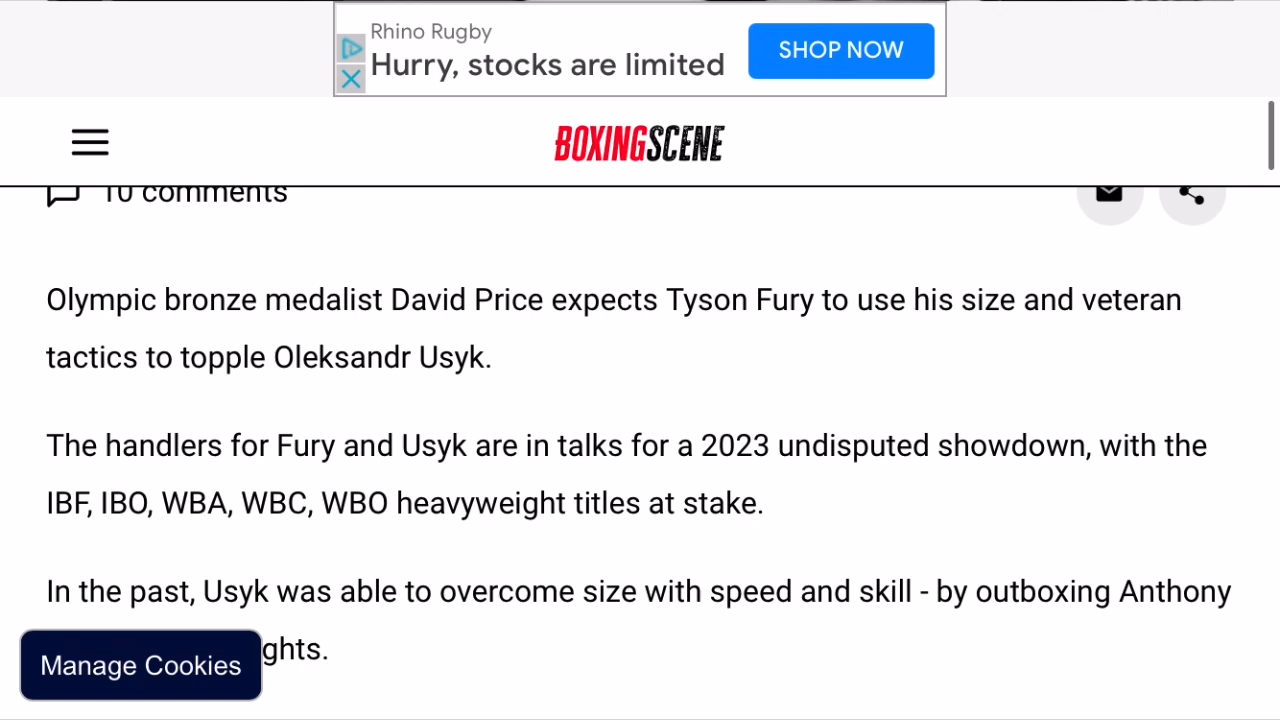 Rhino Rugby
Hurry, stocks are limited
SHOP NOW
BOXINGSCENE
10 comments
Olympic bronze medalist David Price expects Tyson Fury to use his size and veteran
tactics to topple Oleksandr Usyk.
The handlers for Fury and Usyk are in talks for a 2023 undisputed showdown, with the
IBF, IBO, WBA, WBC, WBO heavyweight titles at stake.
In the past, Usyk was able to overcome size with speed and skill - by outboxing Anthony
ghts.
Manage Cookies